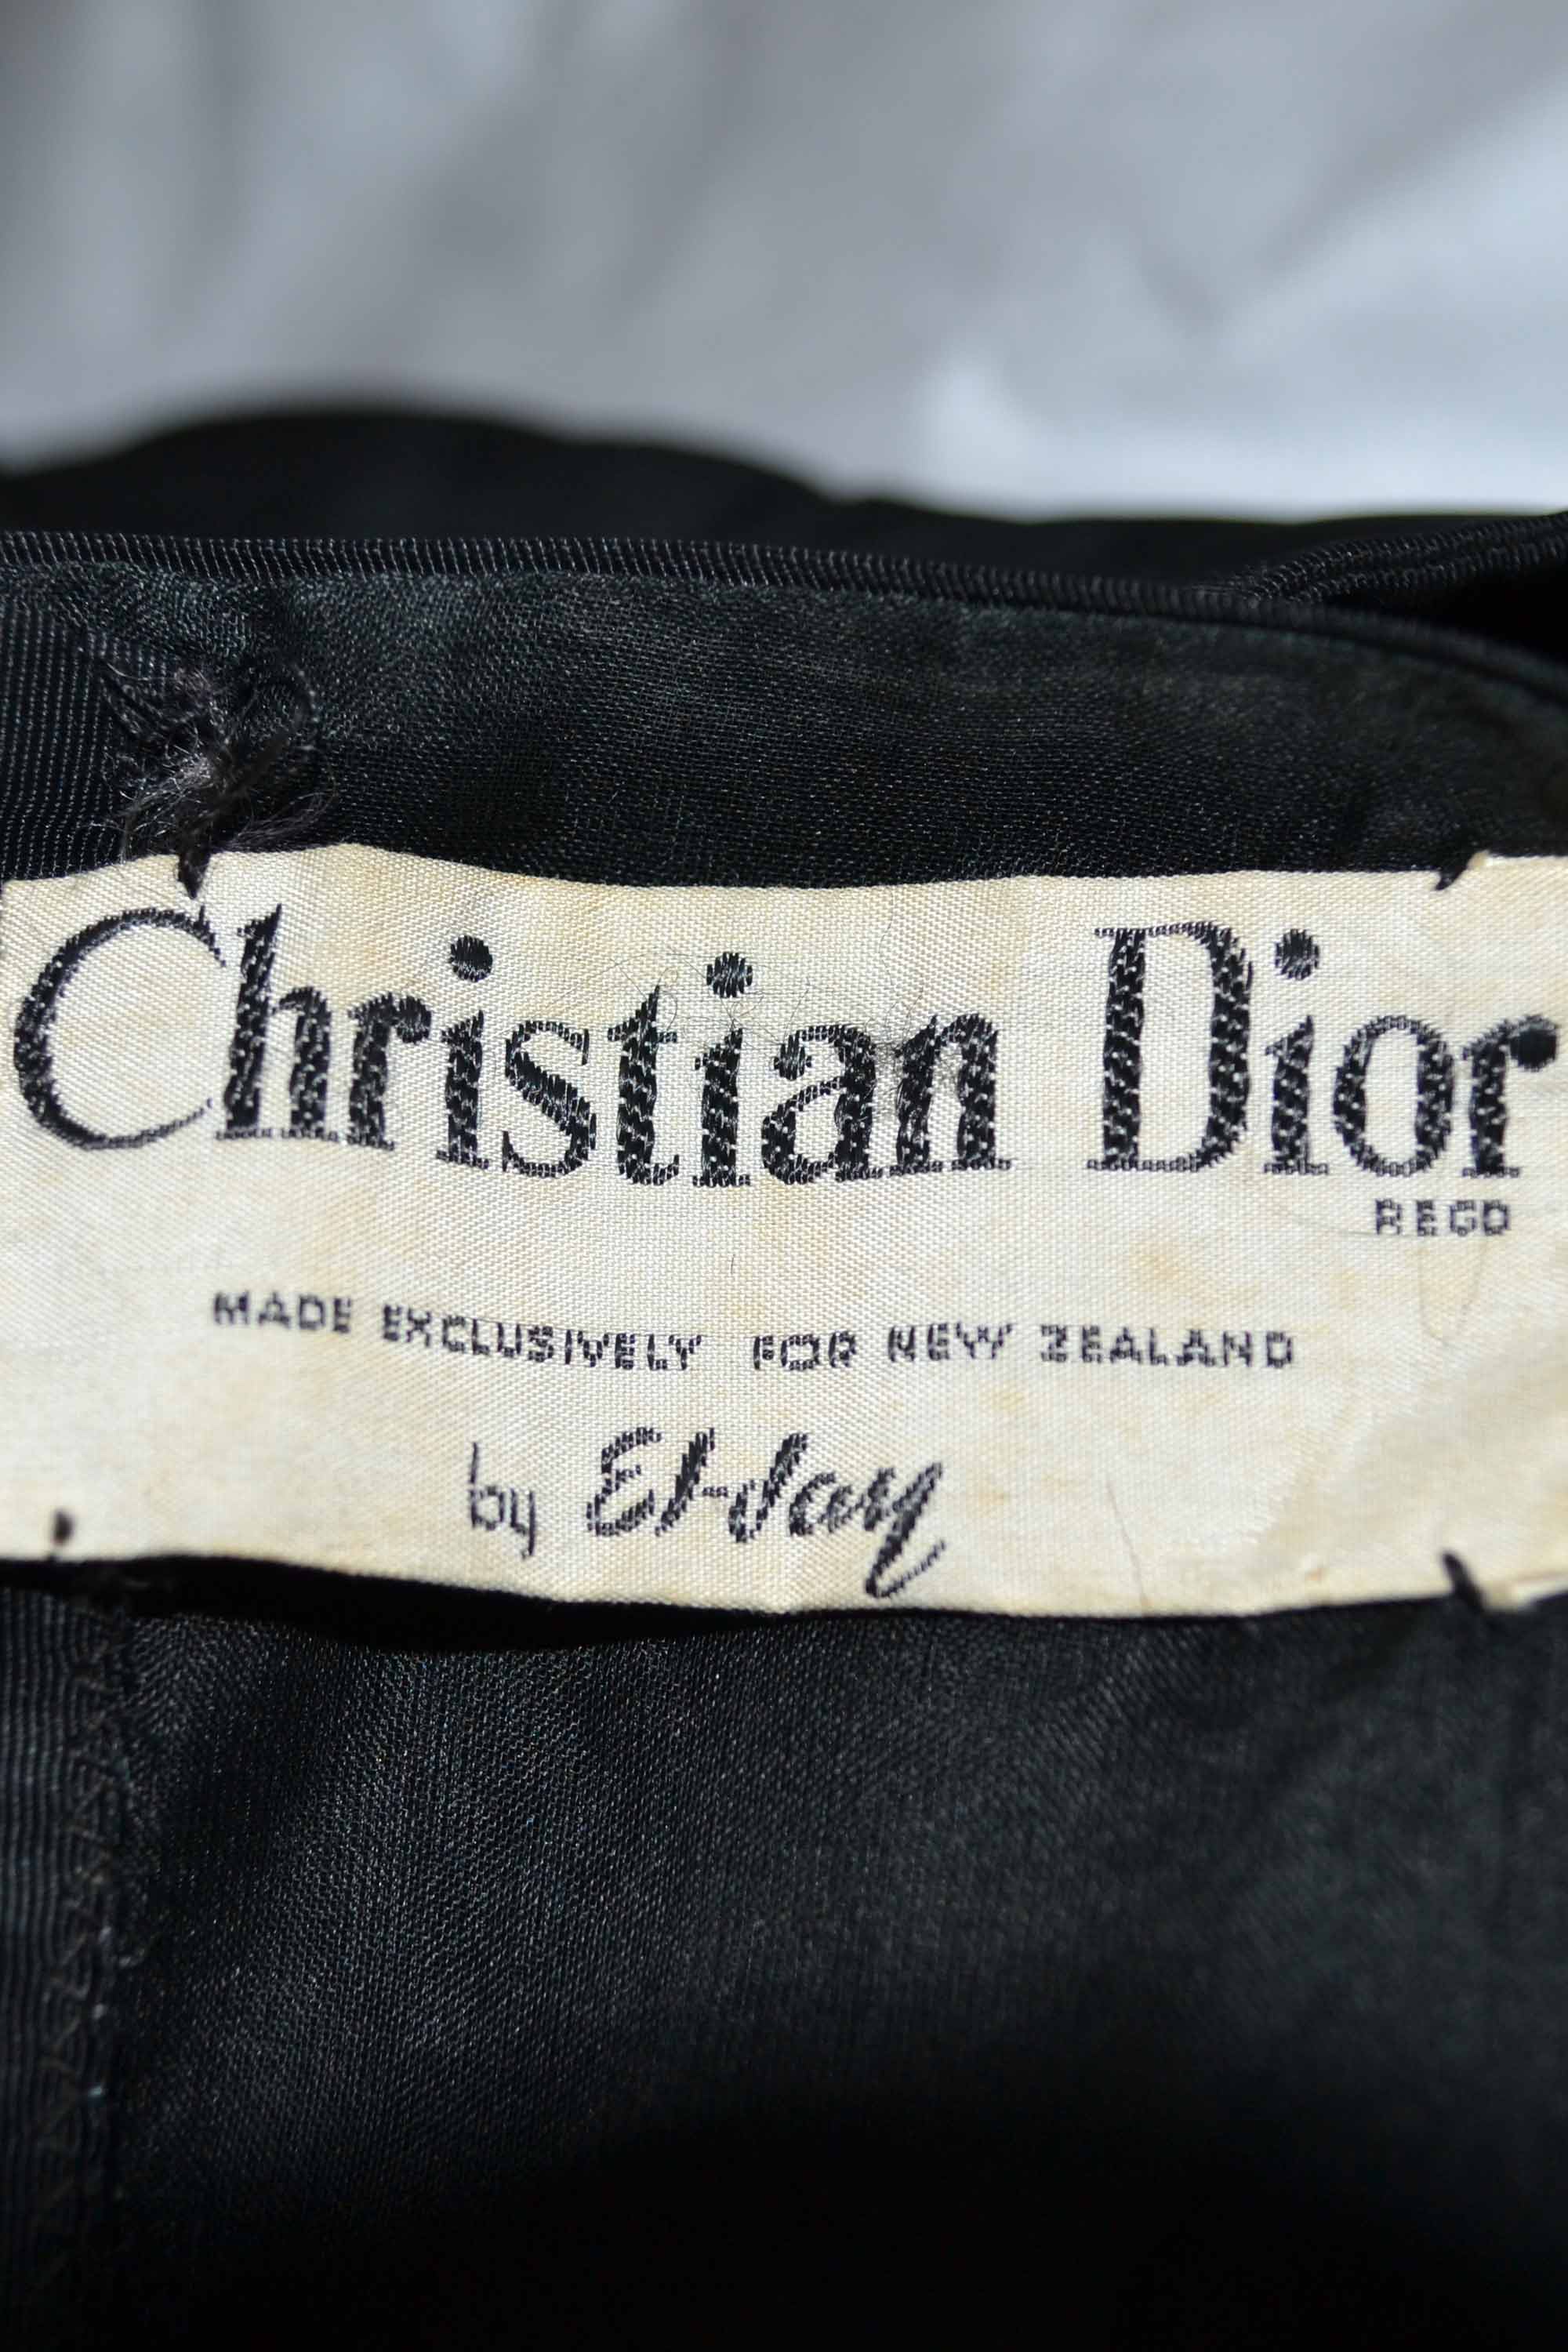 Christian Dior
REGD
MADE EXCLUSIVELY FOR NEW ZEALAND
by El-Jay